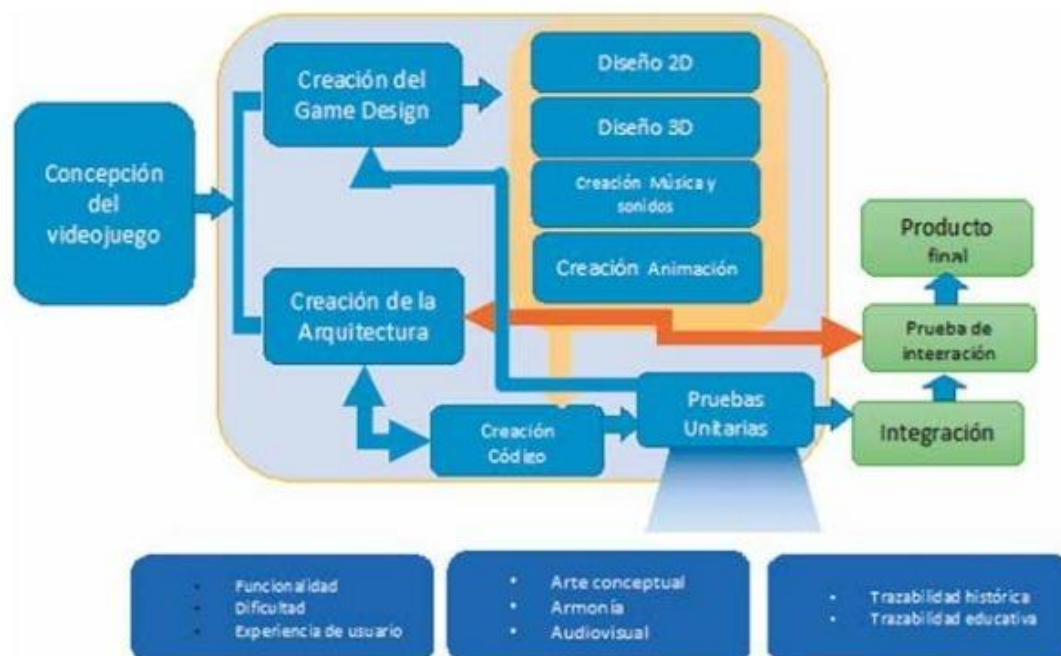 Concepción
del
videojuego
Creación del
Game Design
Diseño 2D
Diseño 3D
Creación Música y
sonidos
Creación Animación
Creación de la
Arquitectura
Creación
Código
Pruebas
Unitarias
Producto
final
Prueba de
integración
Integración
• Funcionalidad
• Dificultad
• Experiencia de usuario
• Arte conceptual
• Armonía
• Audiovisual
• Trazabilidad histórica
• Trazabilidad educativa